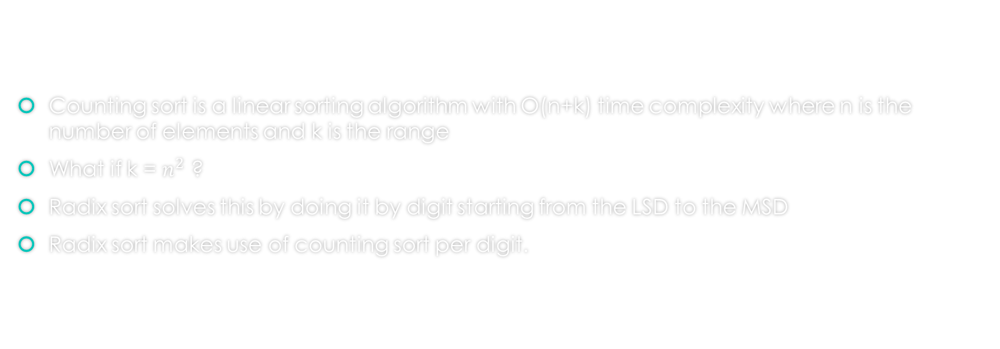 Counting sort is a linear sorting algorithm with O(n+k) time complexity where n is the
number of elements and k is the range
What if k = n² ?
Radix sort solves this by doing it by digit starting from the LSD to the MSD
Radix sort makes use of counting sort per digit.